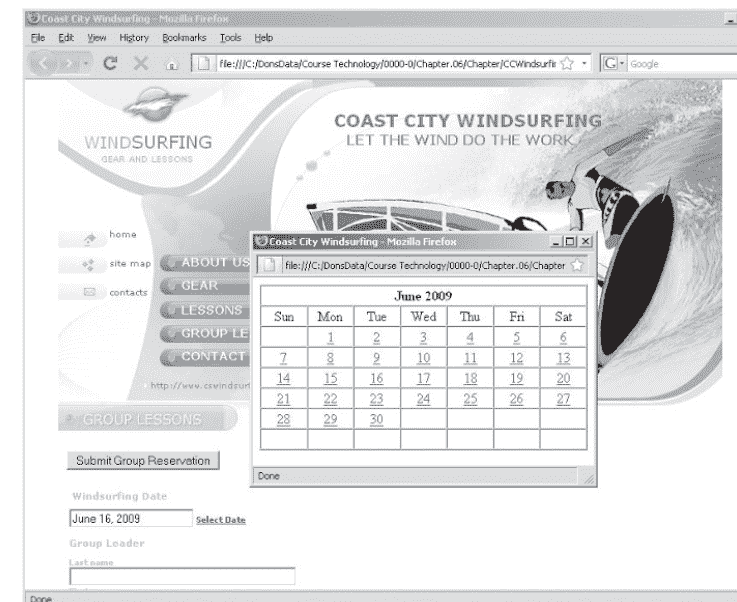 Coast City Windsurfing - Mozilla Firefox
File Edit View History Bookmarks Tools Help
file:///C:/DonsData/Course Technology/0000-0/Chapter.06/Chapter/CCWindsurfir
G Google
WINDSURFING
GEAR AND LESSONS
COAST CITY WINDSURFING
LET THE WIND DO THE WORK
home
site map
contacts
ABOUT US
GEAR
LESSONS
GROUP LE
CONTACT
GROUP LESSONS
Coast City Windsurfing - Mozilla Firefox
file:///C:/DonsData/Course Technology/0000-0/Chapter.06/Chapter
June 2009
Sun Mon Tue Wed Thu Fri Sat
1 2 3 4 5 6
7 8 9 10 11 12 13
14 15 16 17 18 19 20
21 22 23 24 25 26 27
28 29 30
Done
Submit Group Reservation
Windsurfing Date
June 16, 2009 Select Date
Group Leader
Last name
Done